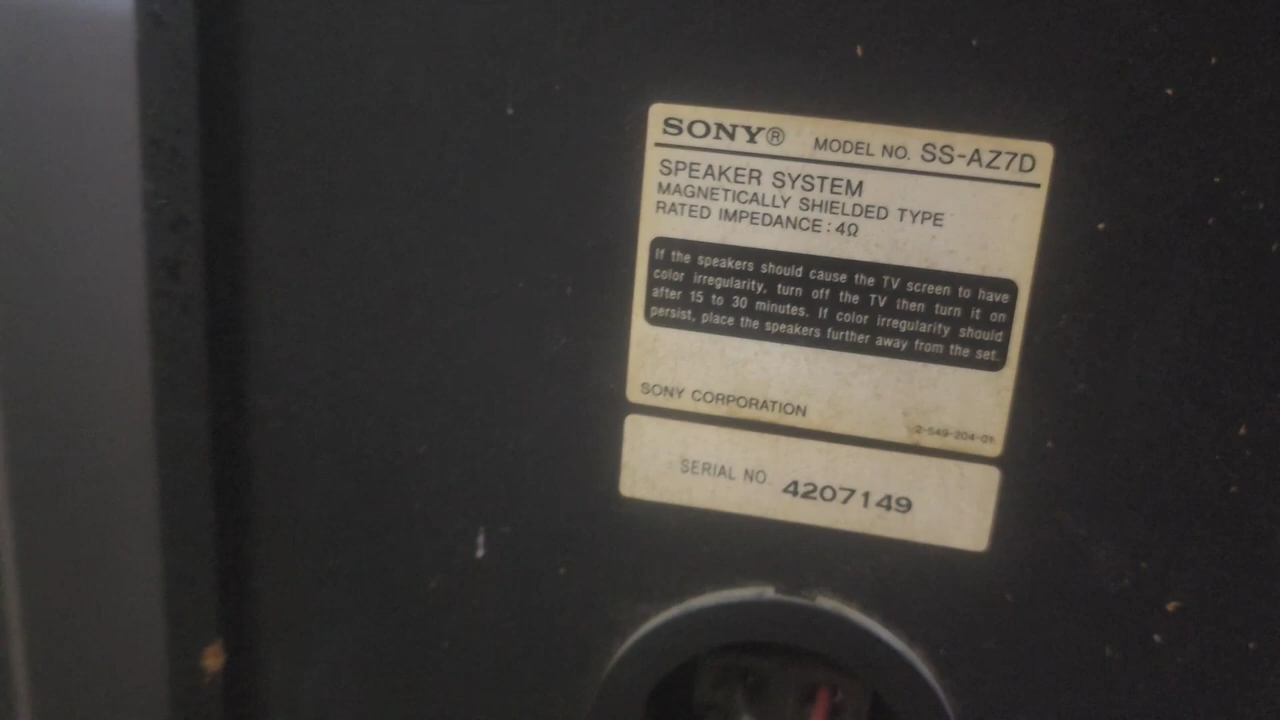 SONY® MODEL NO. SS-AZ7D
SPEAKER SYSTEM
MAGNETICALLY SHIELDED TYPE
RATED IMPEDANCE : 4Ω
If the speakers should cause the TV screen to have
color irregularity, turn off the TV then turn it on
after 15 to 30 minutes. If color irregularity should
persist, place the speakers further away from the set.
SONY CORPORATION
2-549-204-01
SERIAL NO. 4207149